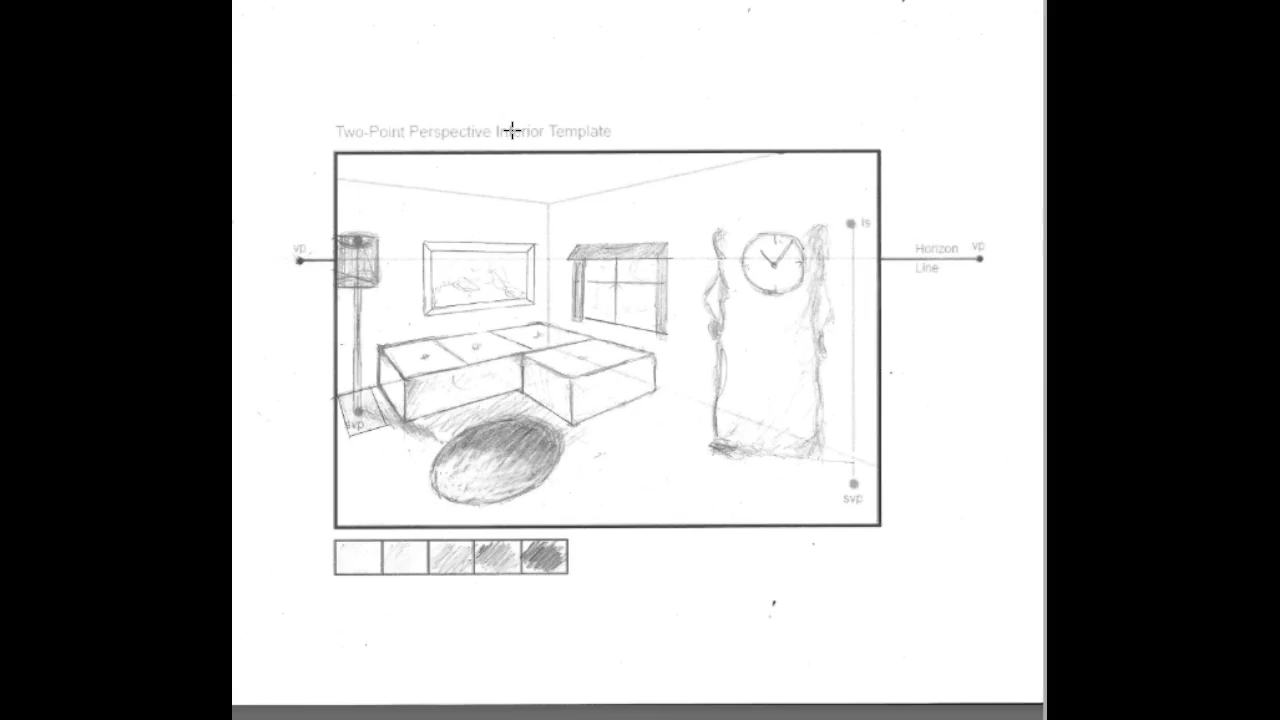 Two-Point Perspective Interior Template
ls
vp
Horizon
vp
Line
svp
svp